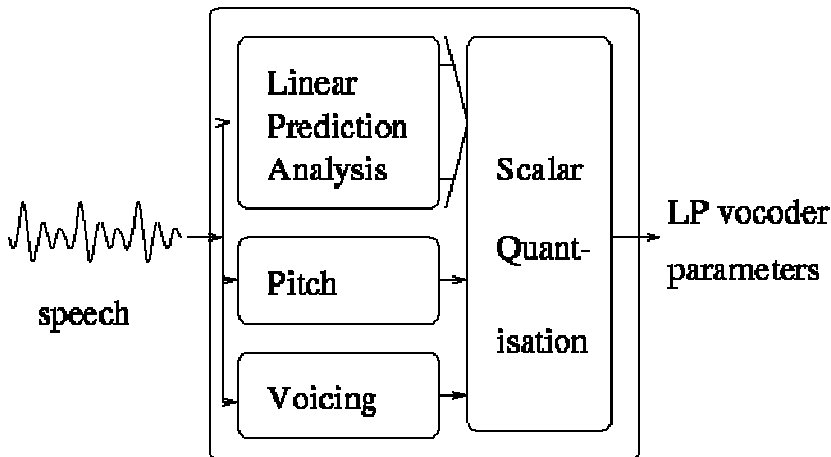 speech
Linear
Prediction
Analysis
Pitch
Voicing
Scalar
Quant-
isation
LP vocoder
parameters